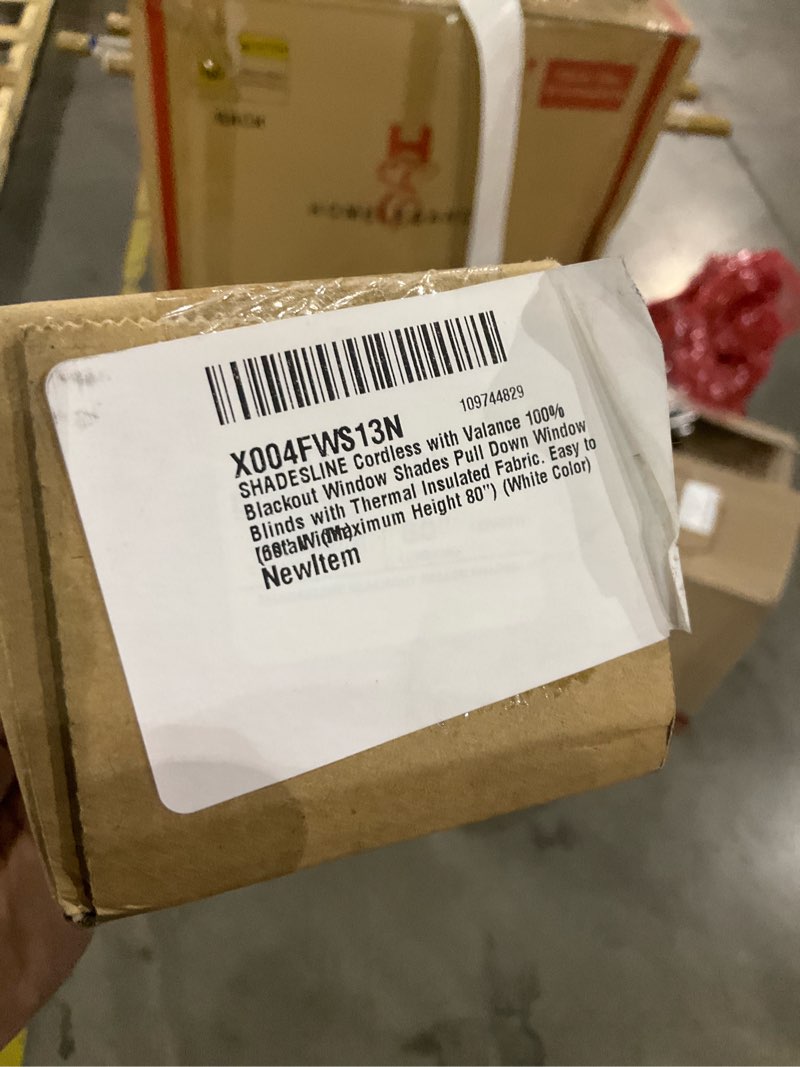 109744829
X004FWS13N
SHADESLINE Cordless with Valance 100%
Blackout Window Shades Pull Down Window
Blinds with Thermal Insulated Fabric. Easy to
Maximum Height 80") (White Color)
NewItem